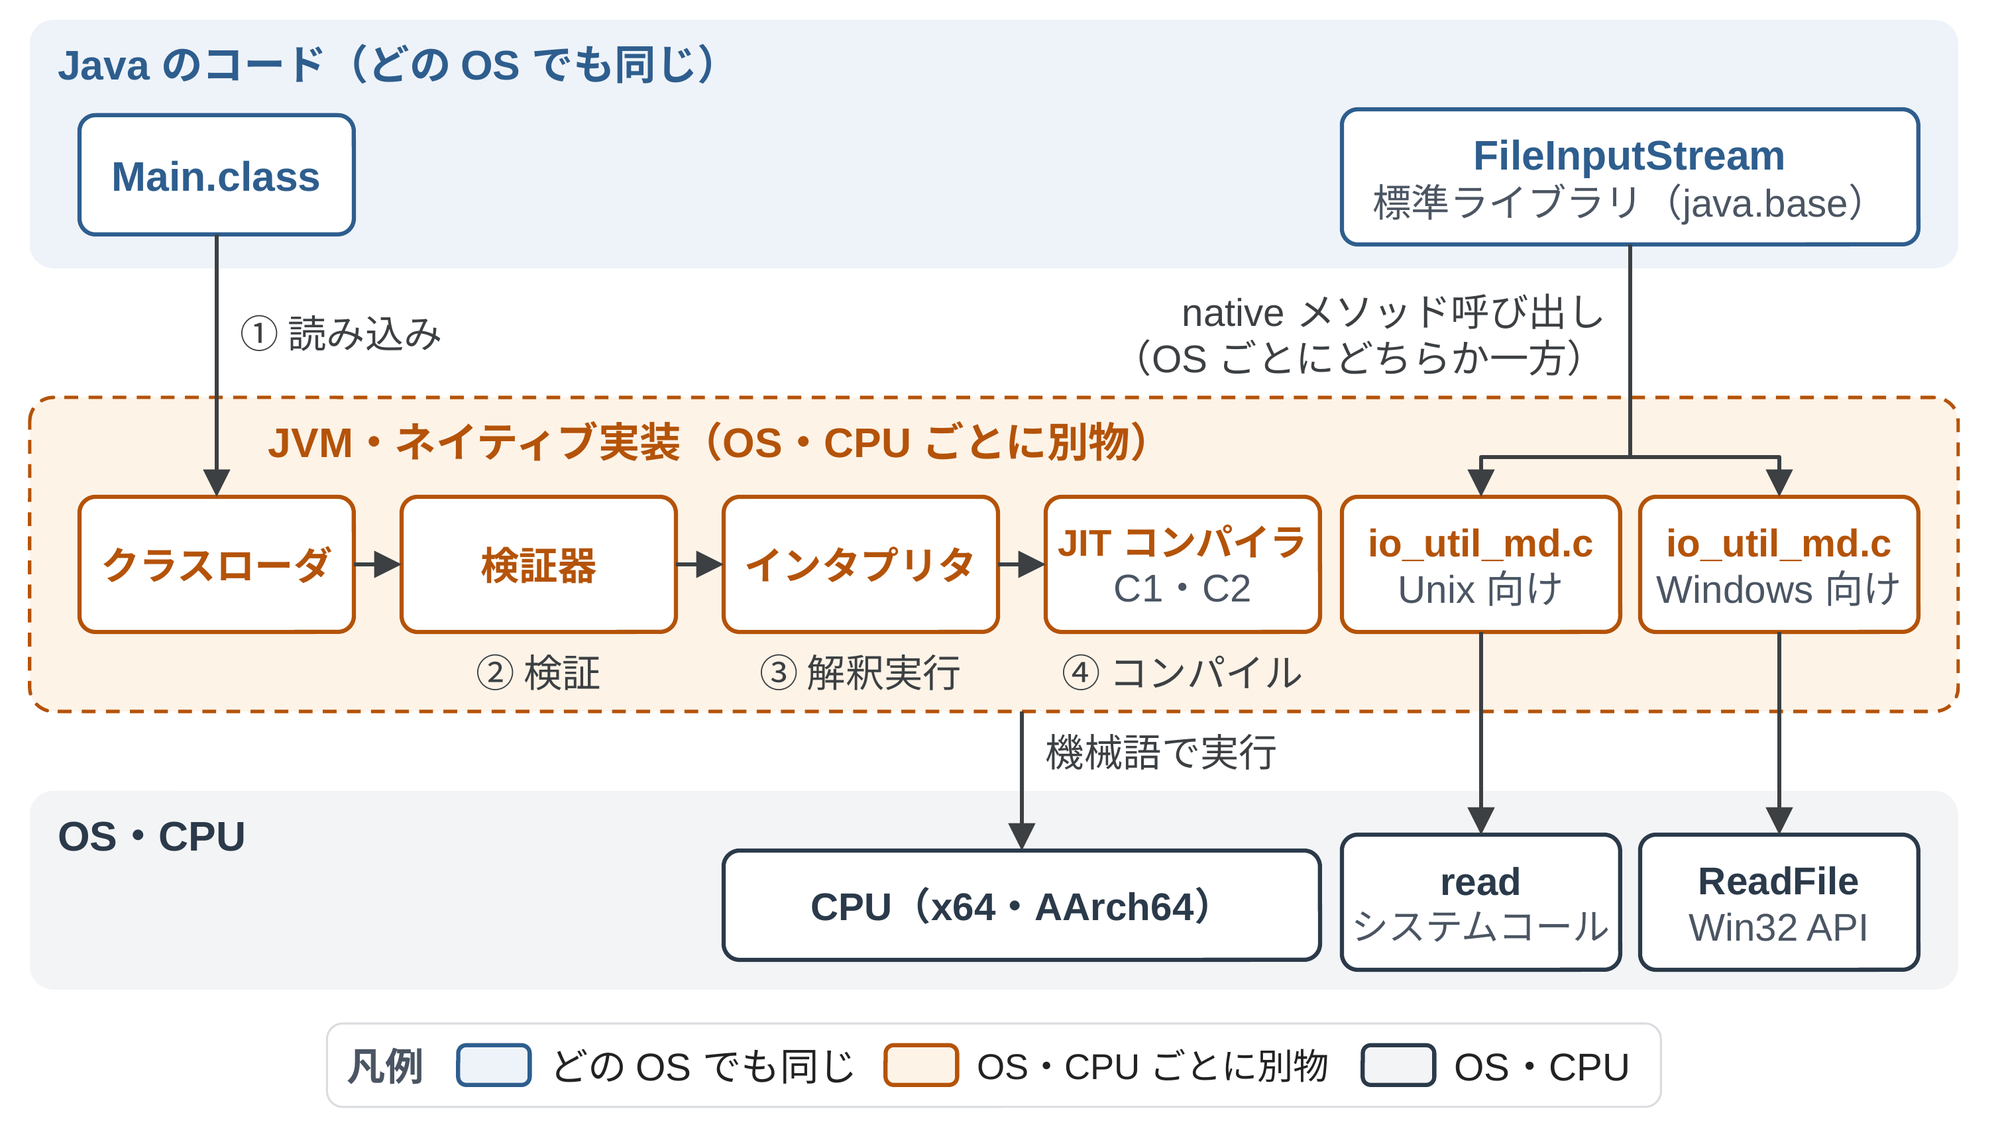 Java のコード（どの OS でも同じ）
Main.class
FileInputStream
標準ライブラリ（java.base）
① 読み込み
native メソッド呼び出し
（OS ごとにどちらか一方）
JVM・ネイティブ実装（OS・CPU ごとに別物）
クラスローダ
検証器
インタプリタ
JIT コンパイラ
C1・C2
io_util_md.c
Unix 向け
io_util_md.c
Windows 向け
② 検証
③ 解釈実行
④ コンパイル
機械語で実行
OS・CPU
CPU（x64・AArch64）
read
システムコール
ReadFile
Win32 API
凡例
どの OS でも同じ
OS・CPU ごとに別物
OS・CPU